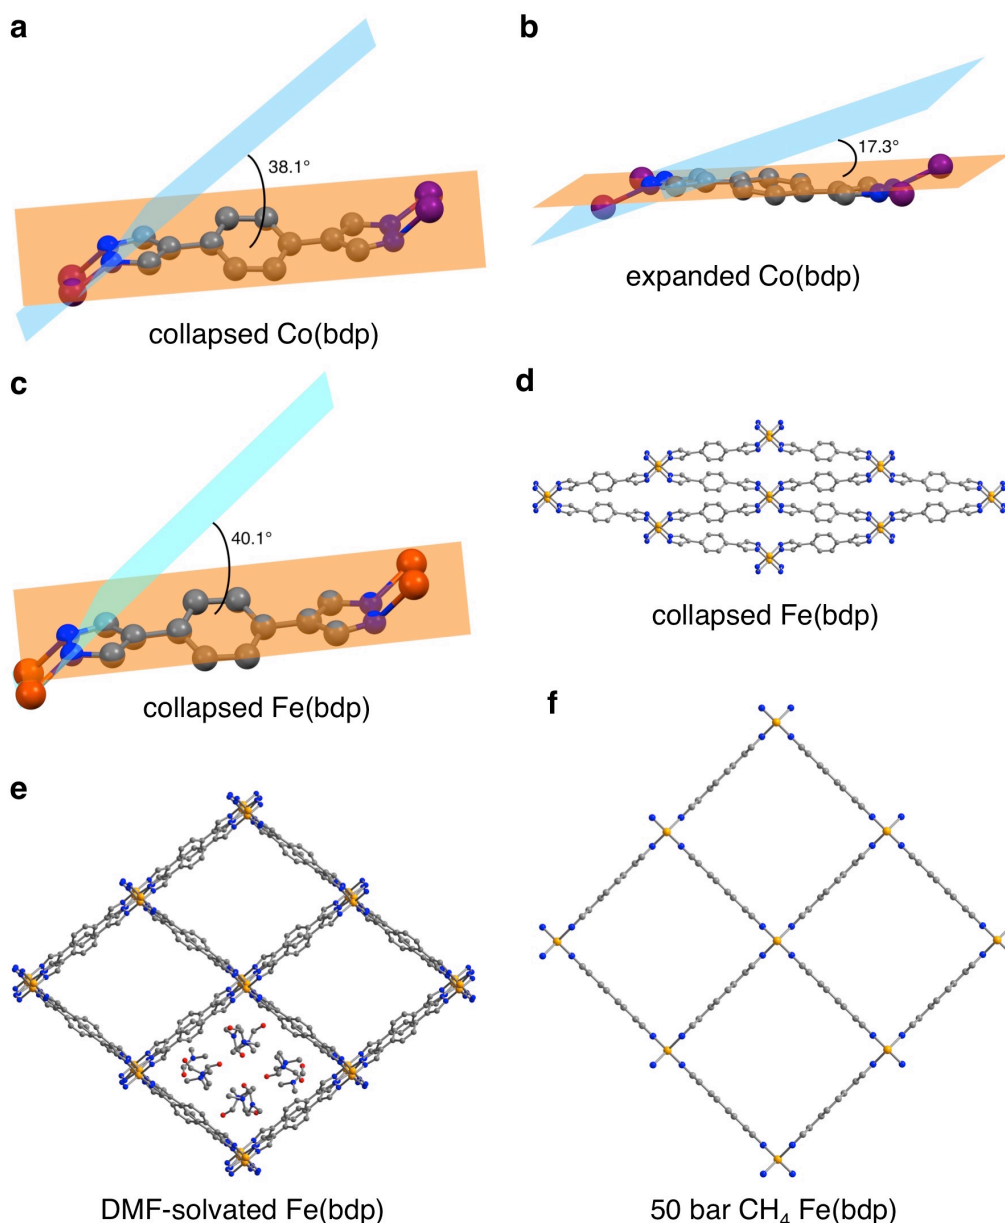 a
38.1°
collapsed Co(bdp)
b
17.3°
expanded Co(bdp)
c
40.1°
collapsed Fe(bdp)
d
collapsed Fe(bdp)
e
DMF-solvated Fe(bdp)
f
50 bar CH₄ Fe(bdp)